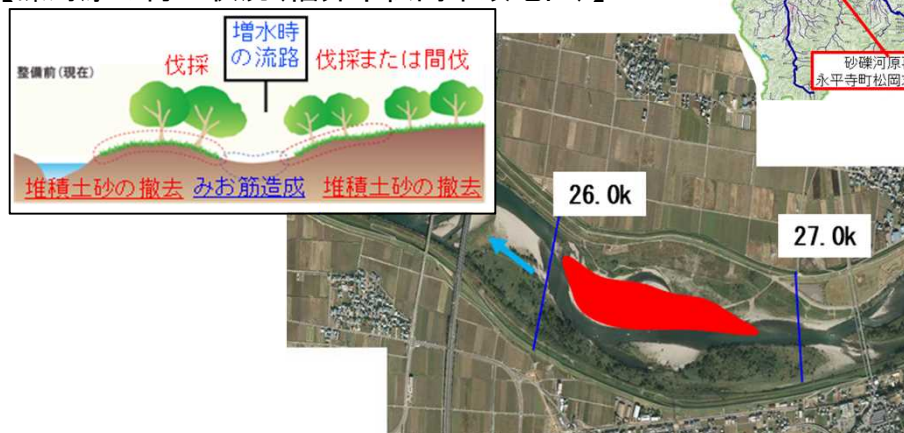 増水時
の流路
整備前(現在)
伐採
伐採または間伐
堆積土砂の撤去
みお筋造成
堆積土砂の撤去
26.0k
27.0k
砂礫河原
永平寺町松岡